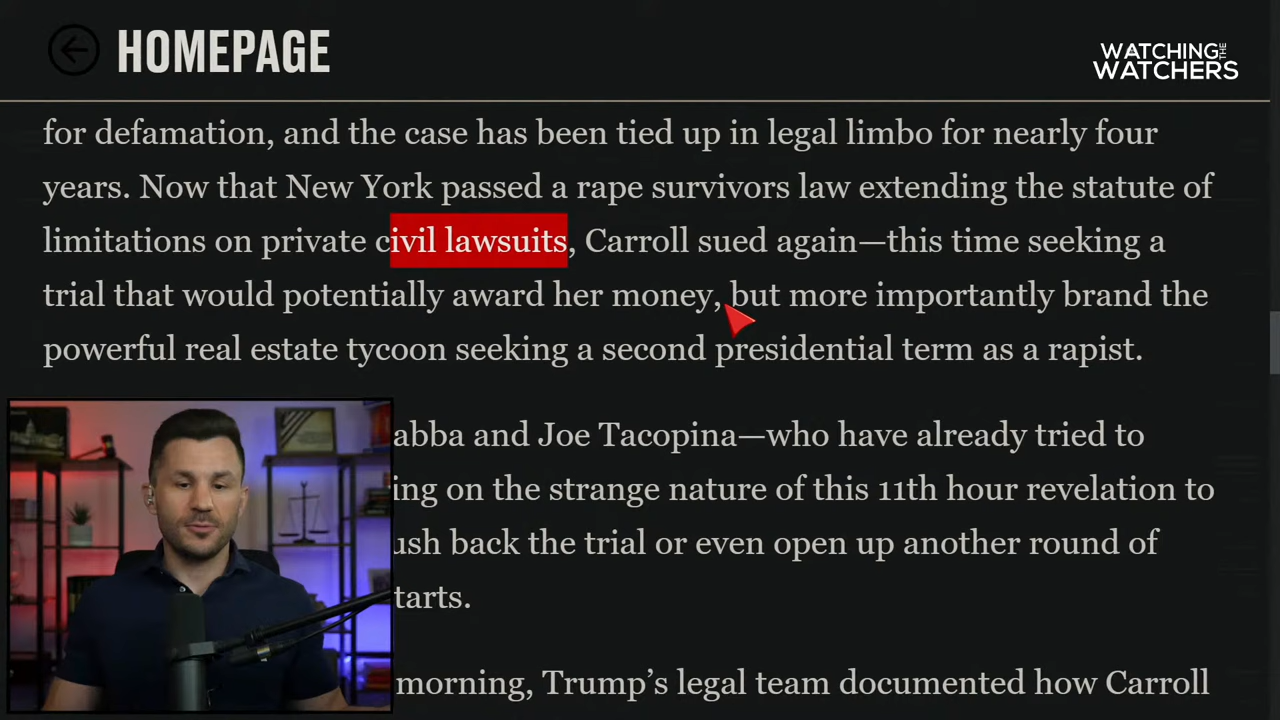 HOMEPAGE
WATCHING THE
WATCHERS
for defamation, and the case has been tied up in legal limbo for nearly four
years. Now that New York passed a rape survivors law extending the statute of
limitations on private civil lawsuits, Carroll sued again—this time seeking a
trial that would potentially award her money, but more importantly brand the
powerful real estate tycoon seeking a second presidential term as a rapist.
abba and Joe Tacopina—who have already tried to
ing on the strange nature of this 11th hour revelation to
ush back the trial or even open up another round of
tarts.
morning, Trump’s legal team documented how Carroll